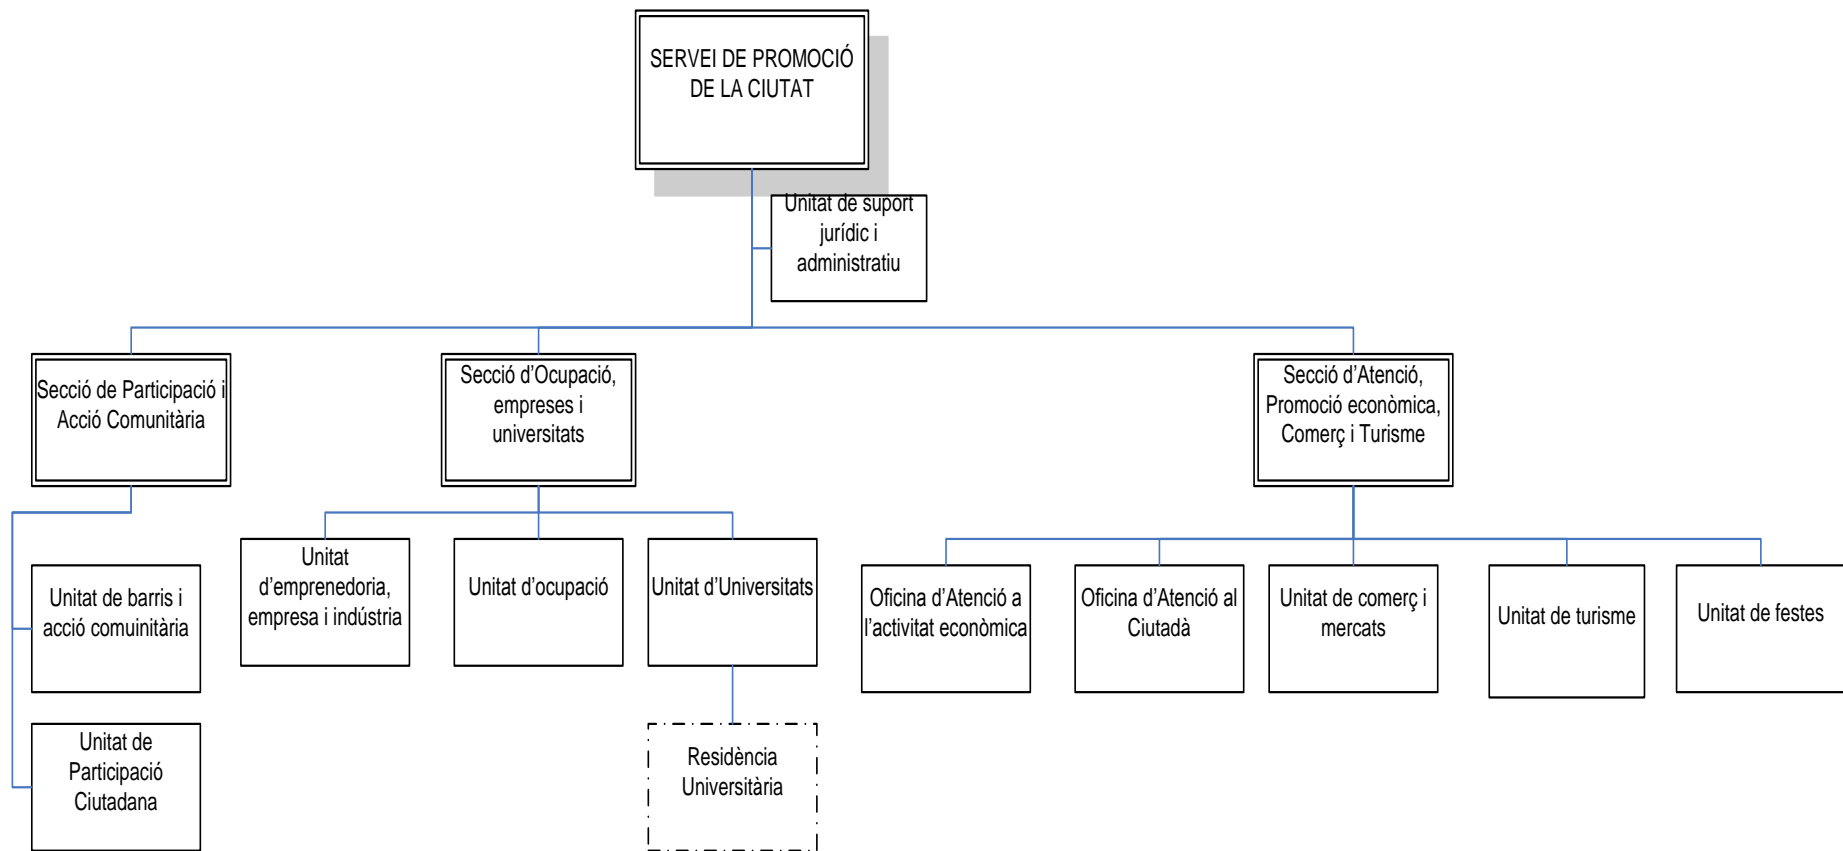 SERVEI DE PROMOCIÓ
DE LA CIUTAT
Unitat de suport
jurídic i
administratiu
Secció de Participació i
Acció Comunitària
Secció d’Ocupació,
empreses i
universitats
Secció d’Atenció,
Promoció econòmica,
Comerç i Turisme
Unitat de barris i
acció comuinitària
Unitat de
Participació
Ciutadana
Unitat
d’emprenedoria,
empresa i indústria
Unitat d’ocupació
Unitat d’Universitats
Residència
Universitària
Oficina d’Atenció a
l’activitat econòmica
Oficina d’Atenció al
Ciutadà
Unitat de comerç i
mercats
Unitat de turisme
Unitat de festes